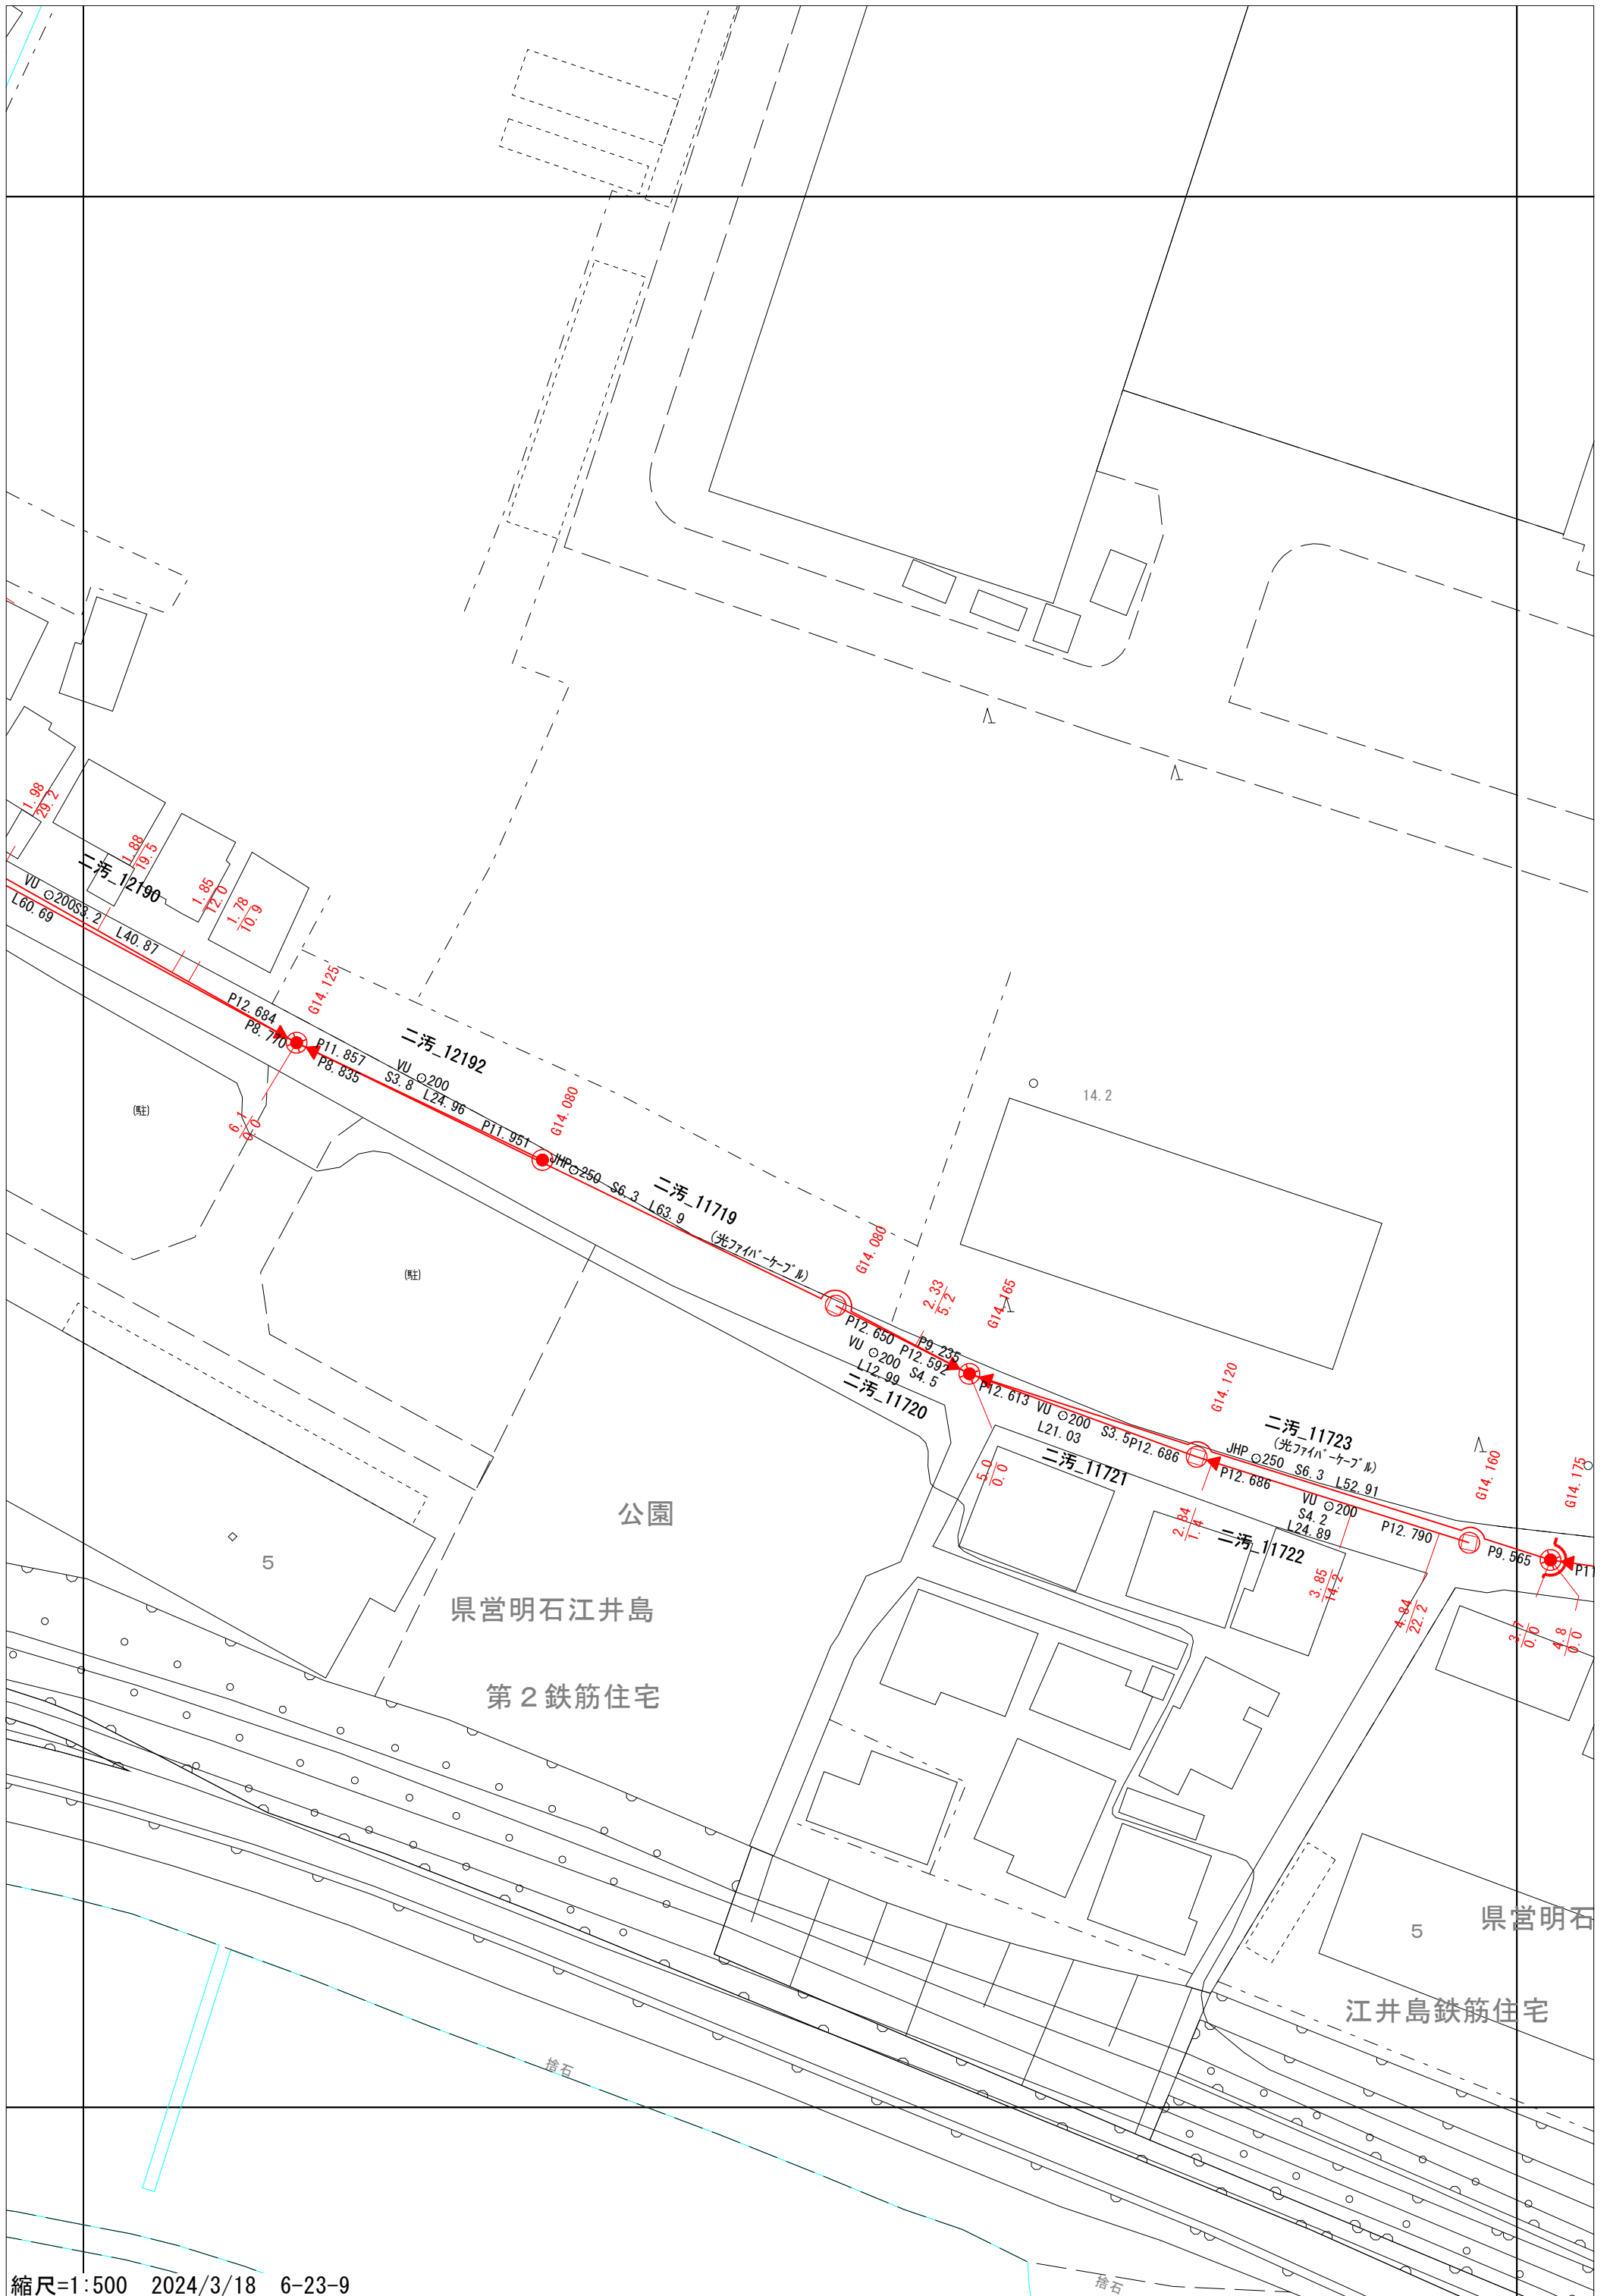 1.98
29.2
1.88
19.5
1.85
12.0
1.78
10.9
二汚_12190
VU ⊙200S3.2
L60.69
L40.87
G14.125
P12.684
P8.770
二汚_12192
P11.857
P8.835
VU ⊙200
S3.8 L24.96
P11.951
G14.080
6.1
0.0
(駐)
14.2
JHP⊙250 S6.3 L63.9
二汚_11719
(光ファイバーケーブル)
G14.080
(駐)
2.33
5.2
G14.165
P12.650
P9.235
P12.592
VU ⊙200 S4.5
L12.99
二汚_11720
P12.613
VU ⊙200 S3.5
L21.03
P12.686
G14.120
二汚_11721
二汚_11723
(光ファイバーケーブル)
JHP ⊙250 S6.3 L52.91
P12.686
VU ⊙200
S4.2
L24.89
P12.790
G14.160
G14.175
5.0
0.0
2.84
1.4
二汚_11722
P9.565
P11
3.85
14.2
4.84
22.2
3.7
0.0
4.8
0.0
公園
5
県営明石江井島
第2鉄筋住宅
県営明石
5
江井島鉄筋住宅
捨石
捨石
縮尺=1:500 2024/3/18 6-23-9